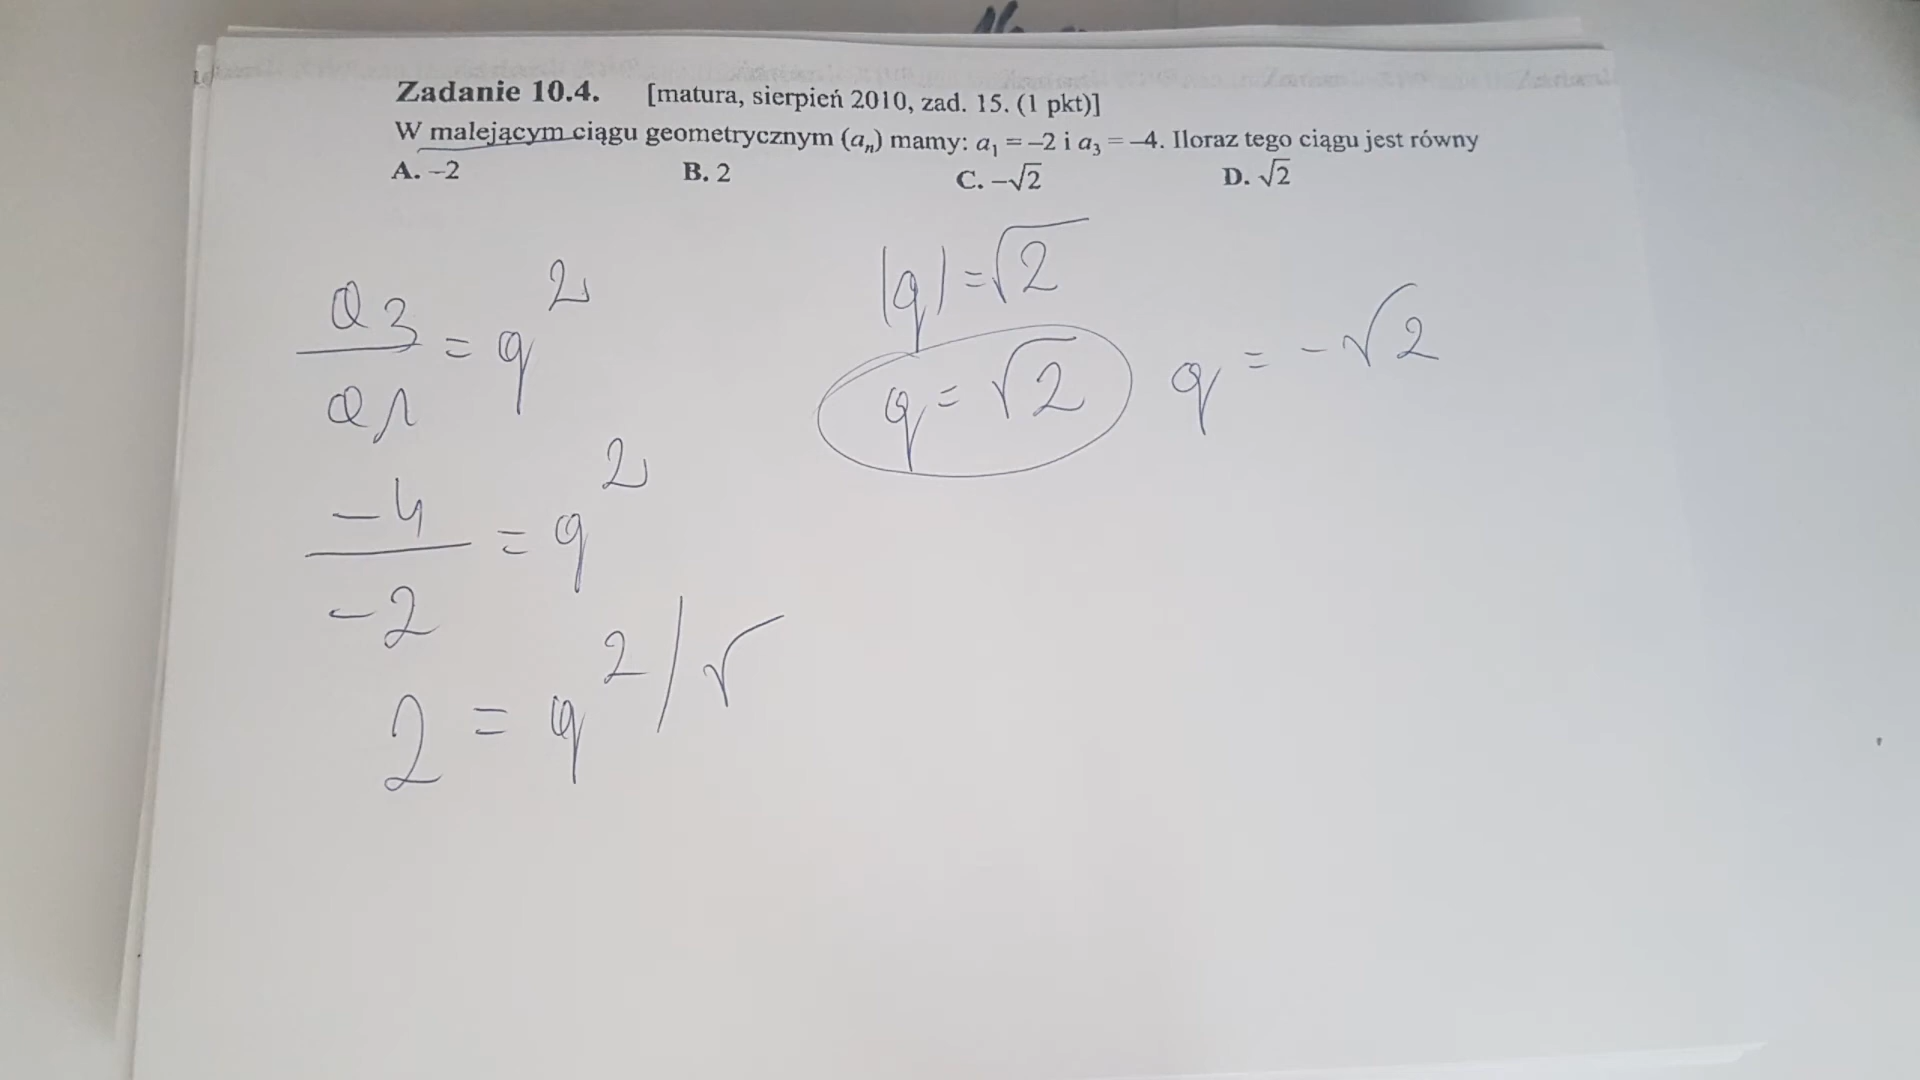 Zadanie 10.4. [matura, sierpień 2010, zad. 15. (1 pkt)]
W malejącym ciągu geometrycznym (aₙ) mamy: a₁ = –2 i a₃ = –4. Iloraz tego ciągu jest równy
A. –2 B. 2 C. –√2 D. √2
a3/a1 = q²
-4/-2 = q²
2 = q² /√
|q| = √2
q = √2 q = -√2